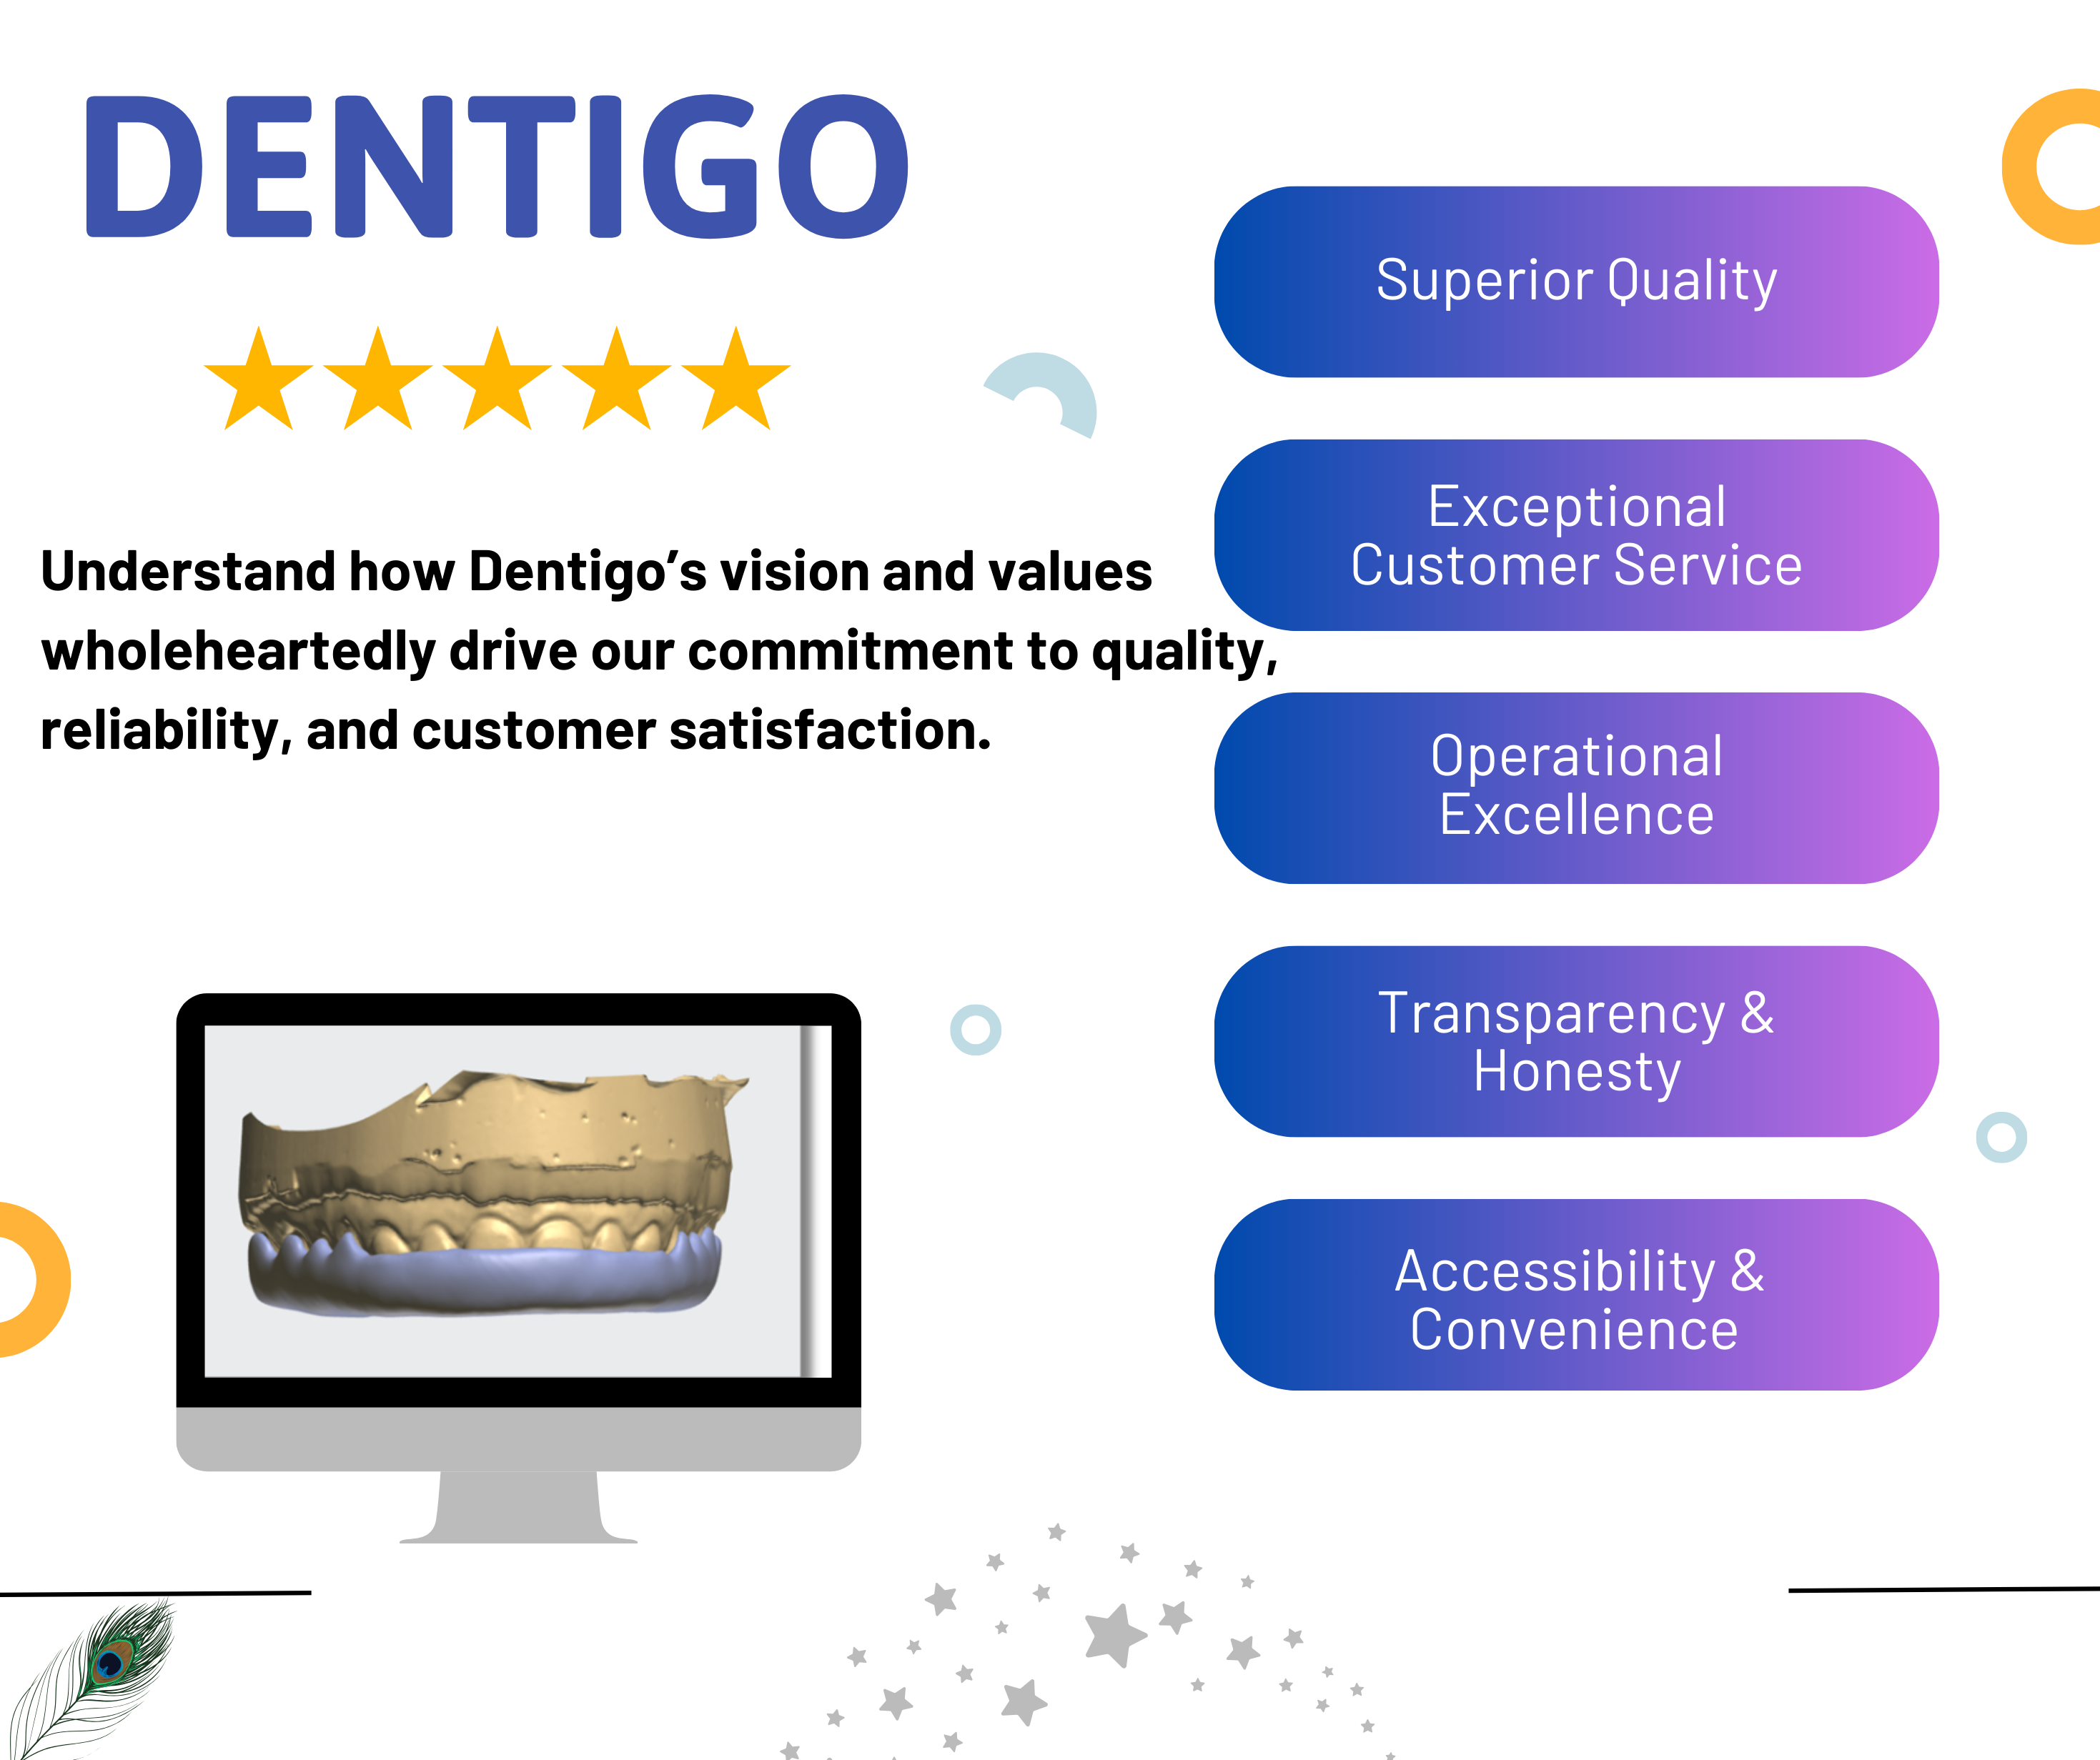 DENTIGO
Understand how Dentigo’s vision and values
wholeheartedly drive our commitment to quality,
reliability, and customer satisfaction.
Superior Quality
Exceptional
Customer Service
Operational
Excellence
Transparency &
Honesty
Accessibility &
Convenience